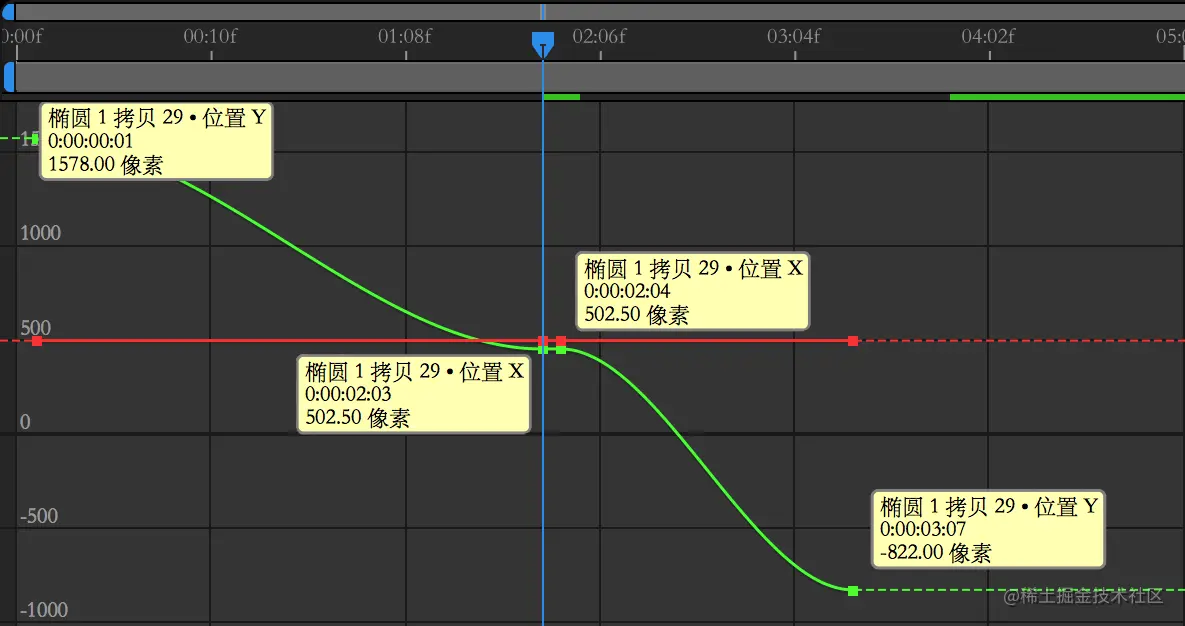 0:00f
00:10f
01:08f
02:06f
03:04f
04:02f
椭圆 1 拷贝 29 • 位置 Y
0:00:00:01
1578.00 像素
1000
椭圆 1 拷贝 29 • 位置 X
0:00:02:04
502.50 像素
500
椭圆 1 拷贝 29 • 位置 X
0:00:02:03
502.50 像素
0
椭圆 1 拷贝 29 • 位置 Y
0:00:03:07
-822.00 像素
-500
@稀土掘金技术社区
-1000